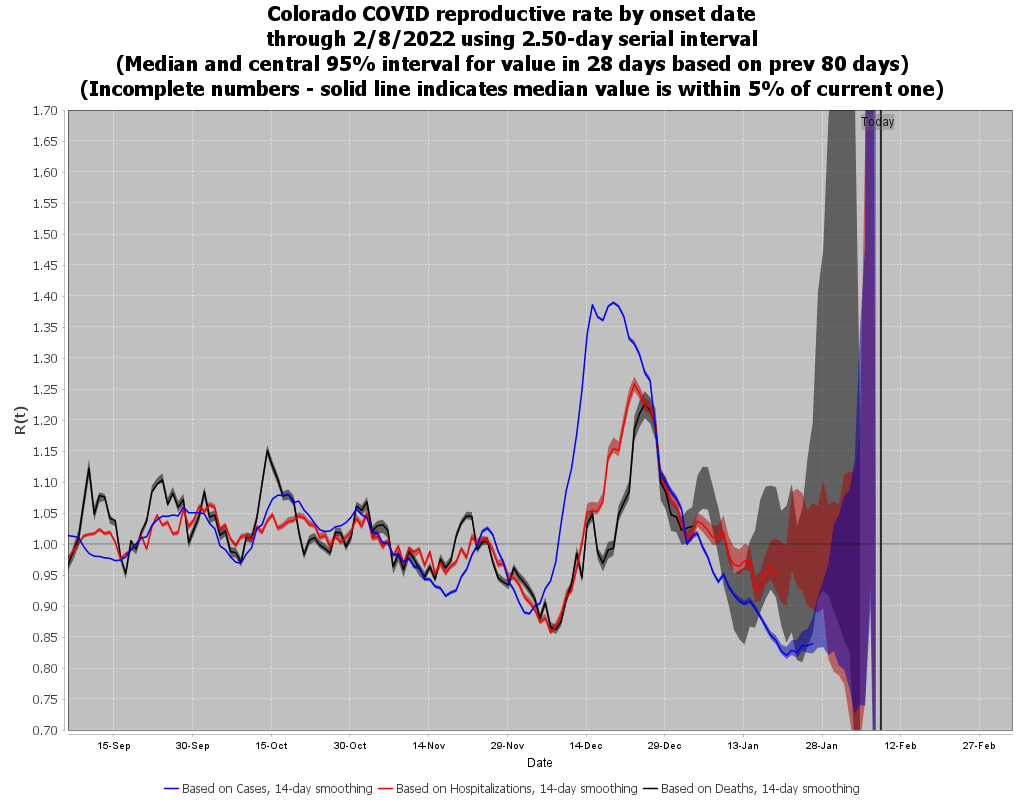 Colorado COVID reproductive rate by onset date
through 2/8/2022 using 2.50-day serial interval
(Median and central 95% interval for value in 28 days based on prev 80 days)
(Incomplete numbers - solid line indicates median value is within 5% of current one)
Today
R(t)
1.70
1.65
1.60
1.55
1.50
1.45
1.40
1.35
1.30
1.25
1.20
1.15
1.10
1.05
1.00
0.95
0.90
0.85
0.80
0.75
0.70
15-Sep 30-Sep 15-Oct 30-Oct 14-Nov 29-Nov 14-Dec 29-Dec 13-Jan 28-Jan 12-Feb 27-Feb
Date
Based on Cases, 14-day smoothing Based on Hospitalizations, 14-day smoothing Based on Deaths, 14-day smoothing